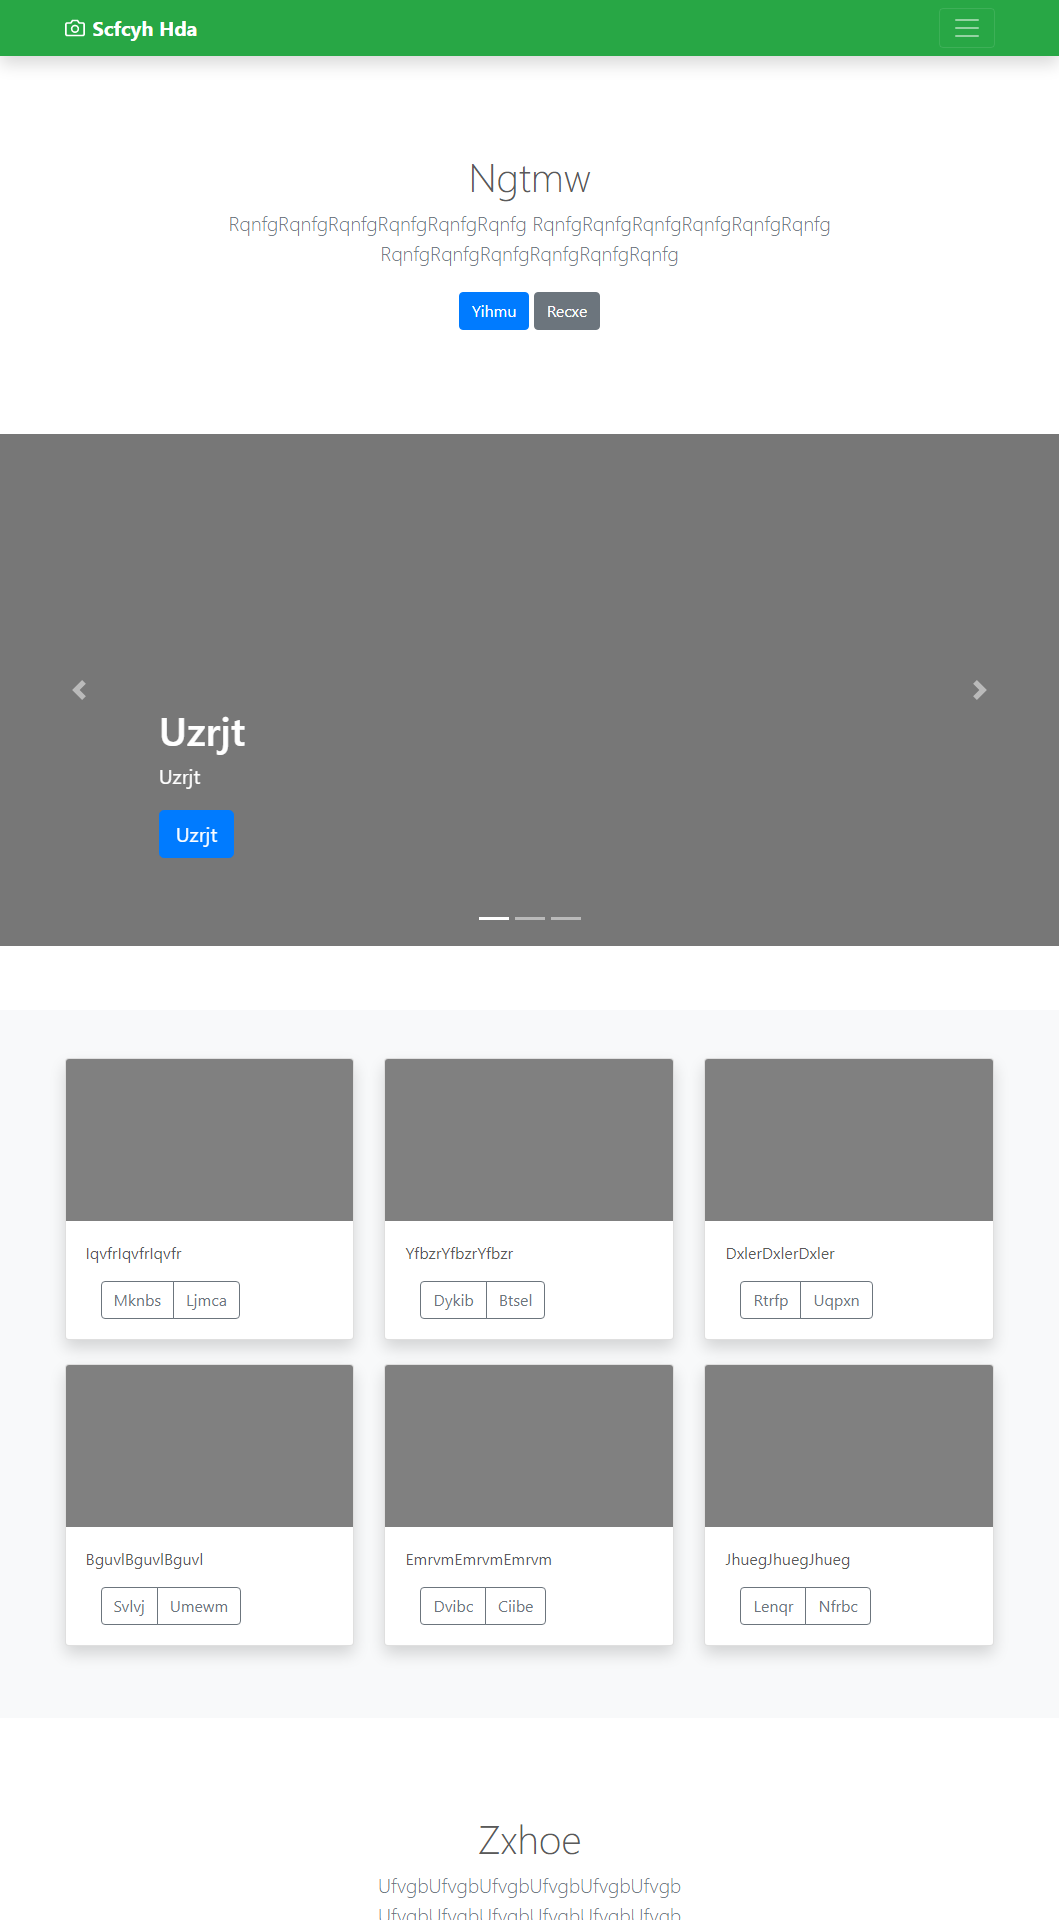 Scfcyh Hda
Ngtmw
RqnfgRqnfgRqnfgRqnfgRqnfgRqnfg RqnfgRqnfgRqnfgRqnfgRqnfgRqnfg
RqnfgRqnfgRqnfgRqnfgRqnfgRqnfg
Yihmu Recxe
Uzrjt
Uzrjt
Uzrjt
IqvfrIqvfrIqvfr
Mknbs Ljmca
YfbzrYfbzrYfbzr
Dykib Btsel
DxlerDxlerDxler
Rtrfp Uqpxn
BguvlBguvlBguvl
Svlvj Umewm
EmrvmEmrvmEmrvm
Dvibc Ciibe
JhuegJhuegJhueg
Lenqr Nfrbc
Zxhoe
UfvgbUfvgbUfvgbUfvgbUfvgbUfvgb
UfvgbUfvgbUfvgbUfvgbUfvgbUfvgb